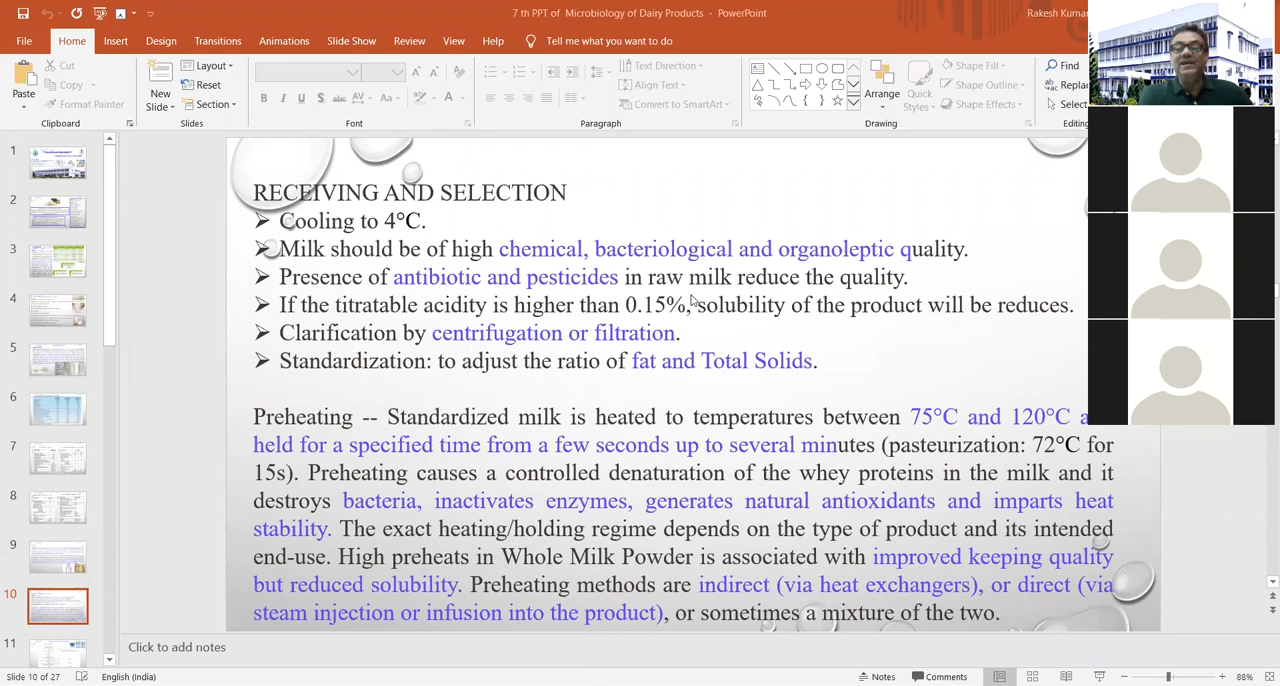 7 th PPT of Microbiology of Dairy Products - PowerPoint
Rakesh Kumar
File Home Insert Design Transitions Animations Slide Show Review View Help Tell me what you want to do
Paste
Cut
Copy
Format Painter
Clipboard
New
Slide
Layout
Reset
Section
Slides
Font
Text Direction
Align Text
Convert to SmartArt
Paragraph
Arrange
Quick
Styles
Shape Fill
Shape Outline
Shape Effects
Drawing
Find
Replac
Select
Editing
1
2
3
4
5
6
7
8
9
10
11
RECEIVING AND SELECTION
Cooling to 4°C.
Milk should be of high chemical, bacteriological and organoleptic quality.
Presence of antibiotic and pesticides in raw milk reduce the quality.
If the titratable acidity is higher than 0.15%, solubility of the product will be reduces.
Clarification by centrifugation or filtration.
Standardization: to adjust the ratio of fat and Total Solids.
Preheating -- Standardized milk is heated to temperatures between 75°C and 120°C a
held for a specified time from a few seconds up to several minutes (pasteurization: 72°C for
15s). Preheating causes a controlled denaturation of the whey proteins in the milk and it
destroys bacteria, inactivates enzymes, generates natural antioxidants and imparts heat
stability. The exact heating/holding regime depends on the type of product and its intended
end-use. High preheats in Whole Milk Powder is associated with improved keeping quality
but reduced solubility. Preheating methods are indirect (via heat exchangers), or direct (via
steam injection or infusion into the product), or sometimes a mixture of the two.
Click to add notes
Slide 10 of 27 English (India) Notes Comments 88%